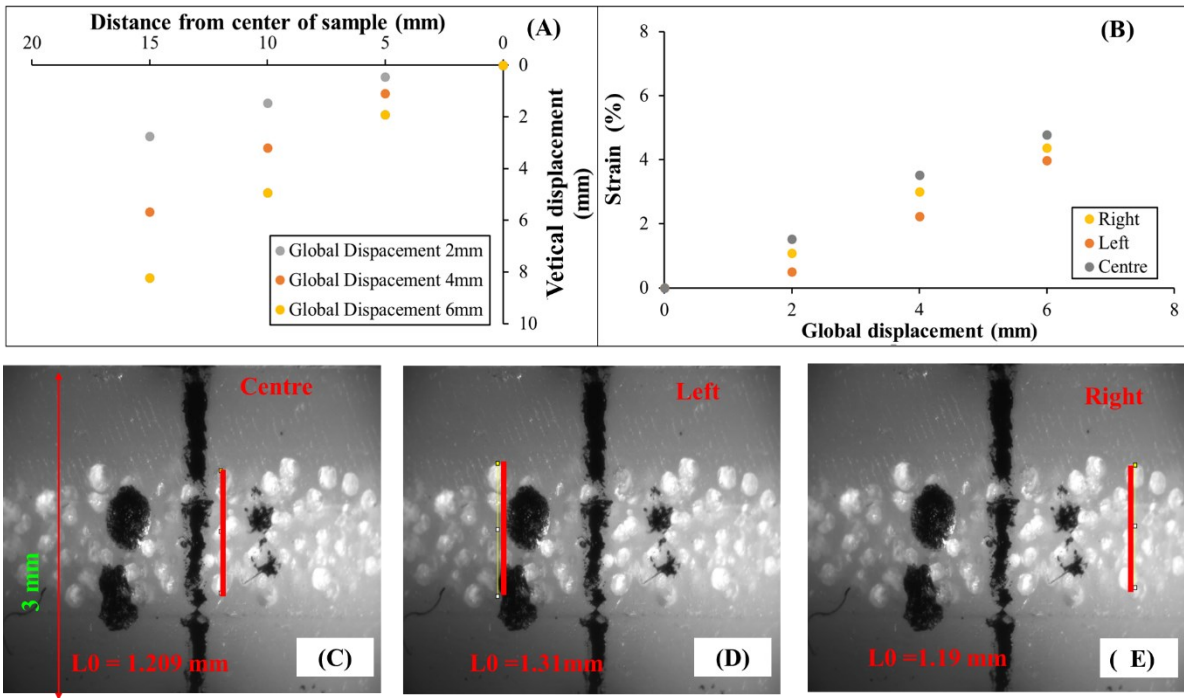 Distance from center of sample (mm)
(A)
20 15 10 5 0
0
2
4
6
8
10
Vetical displacement
(mm)
Global Dispacement 2mm
Global Dispacement 4mm
Global Dispacement 6mm
(B)
8
6
4
2
0
Strain (%)
Right
Left
Centre
0 2 4 6 8
Global displacement (mm)
Centre
3 mm
L0 = 1.209 mm
(C)
Left
L0 =1.31mm
(D)
Right
L0 =1.19 mm
( E)